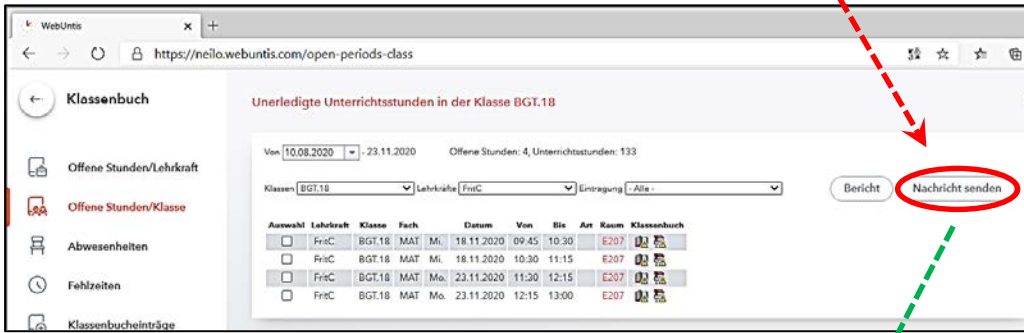 WebUntis
https://neilo.webuntis.com/open-periods-class
Klassenbuch
Offene Stunden/Lehrkraft
Offene Stunden/Klasse
Abwesenheiten
Fehlzeiten
Klassenbucheinträge
Unerledigte Unterrichtsstunden in der Klasse BGT.18
Von 10.08.2020 - 23.11.2020 Offene Stunden: 4, Unterrichtsstunden: 133
Klassen BGT.18 Lehrkräfte FritC Eintragung - Alle -
Bericht Nachricht senden
Auswahl Lehrkraft Klasse Fach Datum Von Bis Art Raum Klassenbuch
FritC BGT.18 MAT Mi. 18.11.2020 09:45 10:30 E207
FritC BGT.18 MAT Mi. 18.11.2020 10:30 11:15 E207
FritC BGT.18 MAT Mo. 23.11.2020 11:30 12:15 E207
FritC BGT.18 MAT Mo. 23.11.2020 12:15 13:00 E207